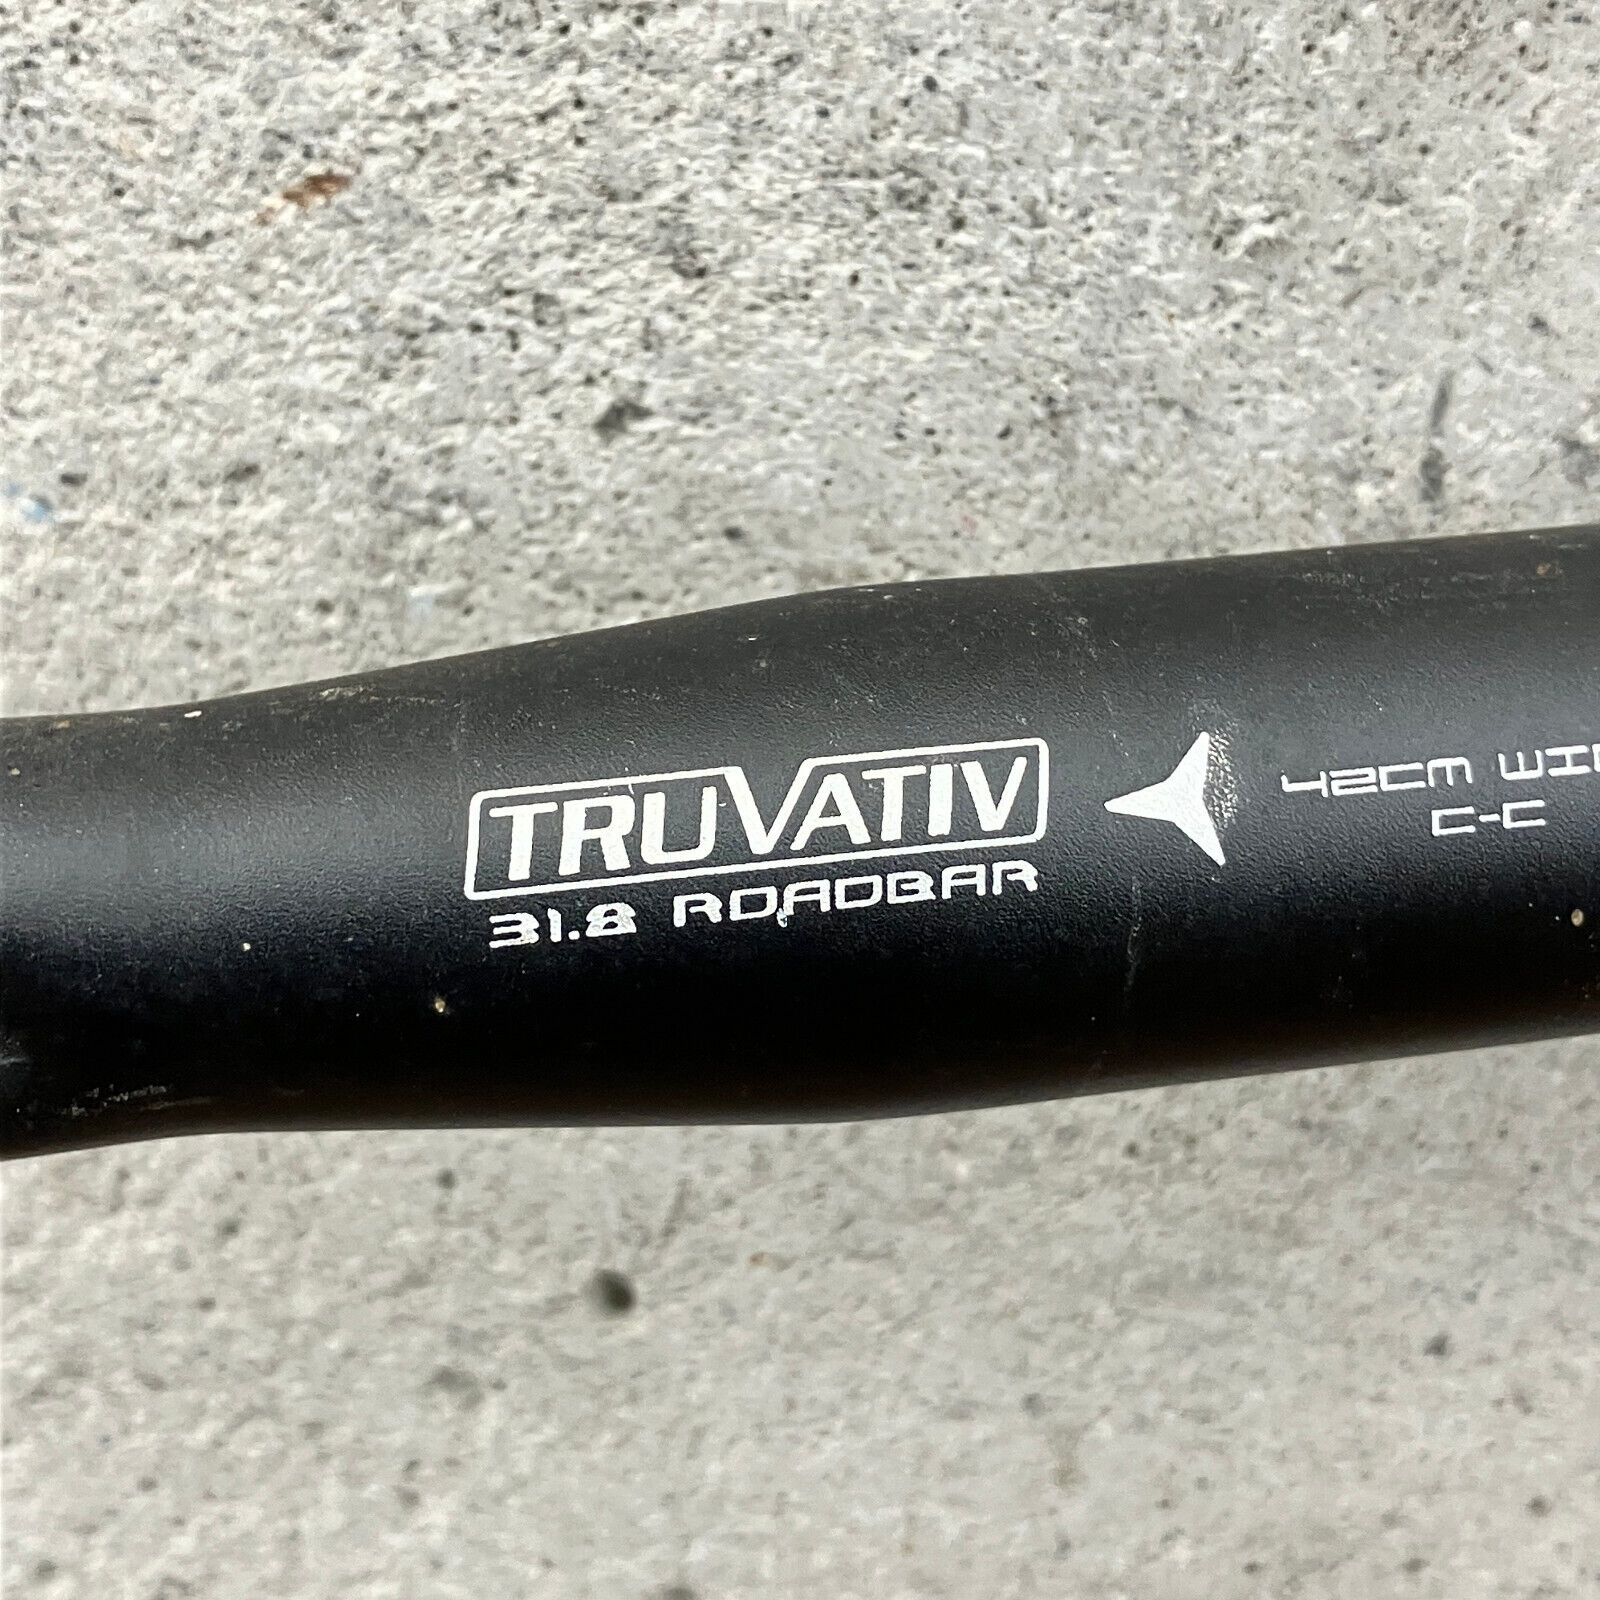 TRUVATIV
31.8 ROADBAR
42CM
C-C